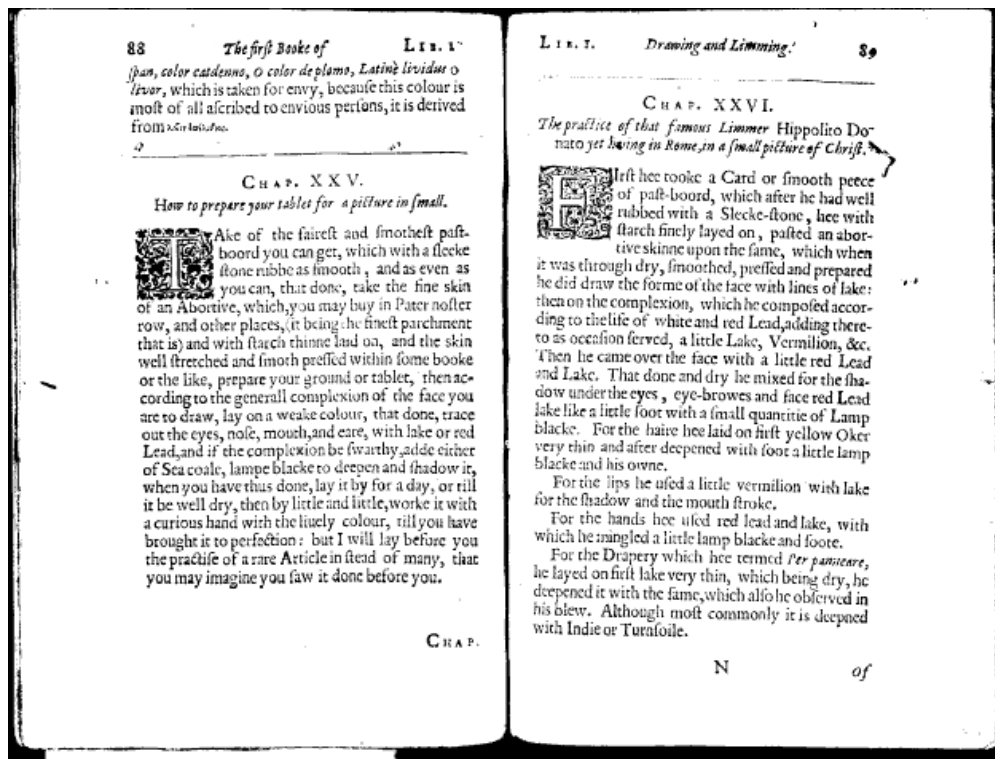 88 The first Booke of LIB. I
span, color cardenno, o color de plomo, Latinè lividus o
livor, which is taken for envy, because this colour is
most of all ascribed to envious persons, it is derived
from
CHAP. XXV.
How to prepare your tablet for a picture in small.
TAke of the fairest and smothest past-
boord you can get, which with a sleeke
stone rubbe as smooth, and as even as
you can, that done, take the fine skin
of an Abortive, which, you may buy in Pater noster
row, and other places, (it being the finest parchment
that is) and with starch thinne laid on, and the skin
well stretched and smoth pressed within some booke
or the like, prepare your ground or tablet, then ac-
cording to the generall complexion of the face you
are to draw, lay on a weake colour, that done, trace
out the eyes, nose, mouth, and eare, with lake or red
Lead, and if the complexion be swarthy, adde either
of Sea coale, lampe blacke to deepen and shadow it,
when you have thus done, lay it by for a day, or till
it be well dry, then by little and little, worke it with
a curious hand with the liuely colour, till you have
brought it to perfection: but I will lay before you
the practise of a rare Article in stead of many, that
you may imagine you saw it done before you.
CHAP.
LIB. I. Drawing and Limming. 89
CHAP. XXVI.
The practice of that famous Limmer Hippolito Do-
nato yet living in Rome, in a small picture of Christ.
FIrst hee tooke a Card or smooth peece
of past-boord, which after he had well
rubbed with a Slecke-stone, hee with
starch finely layed on, pasted an abor-
tive skinne upon the same, which when
it was through dry, smoothed, pressed and prepared
he did draw the forme of the face with lines of lake:
then on the complexion, which he composed accor-
ding to the life of white and red Lead, adding there-
to as occasion served, a little Lake, Vermilion, &c.
Then he came over the face with a little red Lead
and Lake. That done and dry he mixed for the sha-
dow under the eyes, eye-browes and face red Lead
lake like a little soot with a small quantitie of Lamp
blacke. For the haire hee laid on first yellow Oker
very thin and after deepened with soot a little lamp
blacke and his owne.
For the lips he used a little vermilion with lake
for the shadow and the mouth stroke.
For the hands hee used red lead and lake, with
which he mingled a little lamp blacke and soote.
For the Drapery which hee termed
he layed on first lake very thin, which being dry, he
deepened it with the same, which also he observed in
his blew. Although most commonly it is deepned
with Indie or Turnsoile.
N of